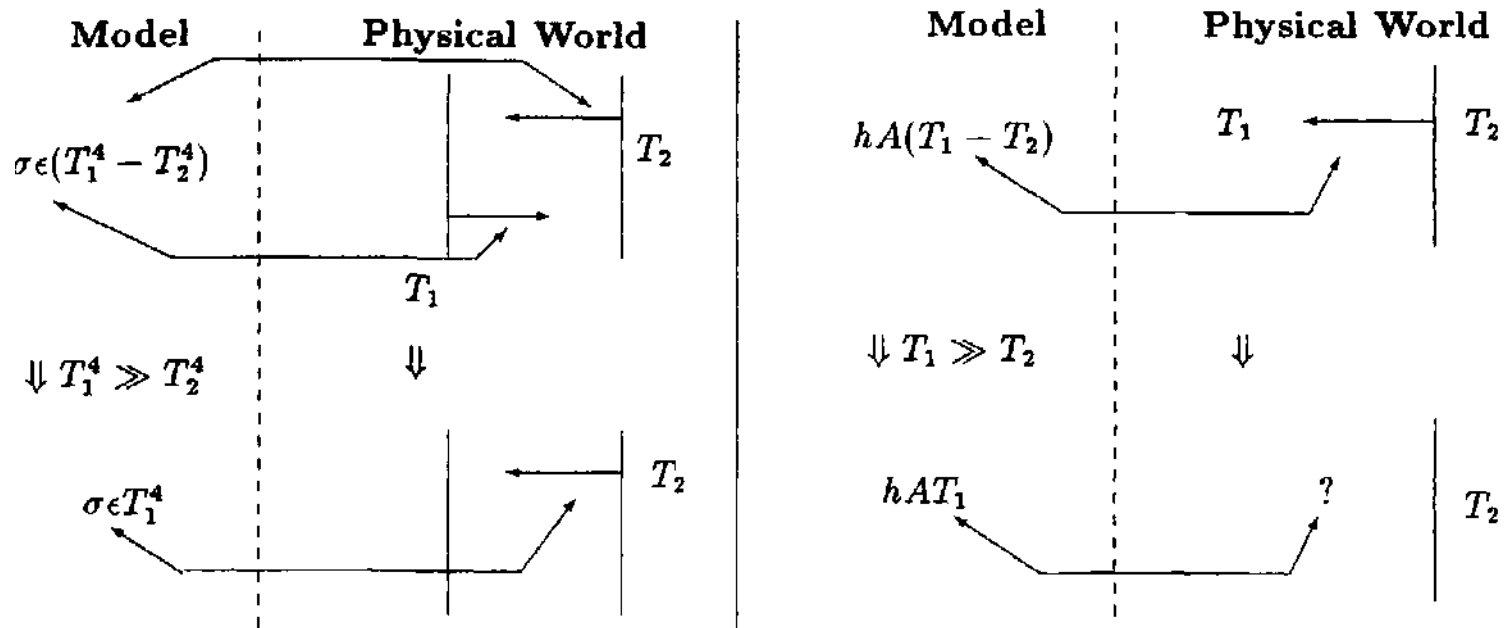 Model Physical World
σϵ(T₁⁴ − T₂⁴)
T₂
T₁
⇓ T₁⁴ ≫ T₂⁴ ⇓
T₂
σϵT₁⁴
Model Physical World
hA(T₁ − T₂) T₁ T₂
⇓ T₁ ≫ T₂ ⇓
hAT₁ ? T₂